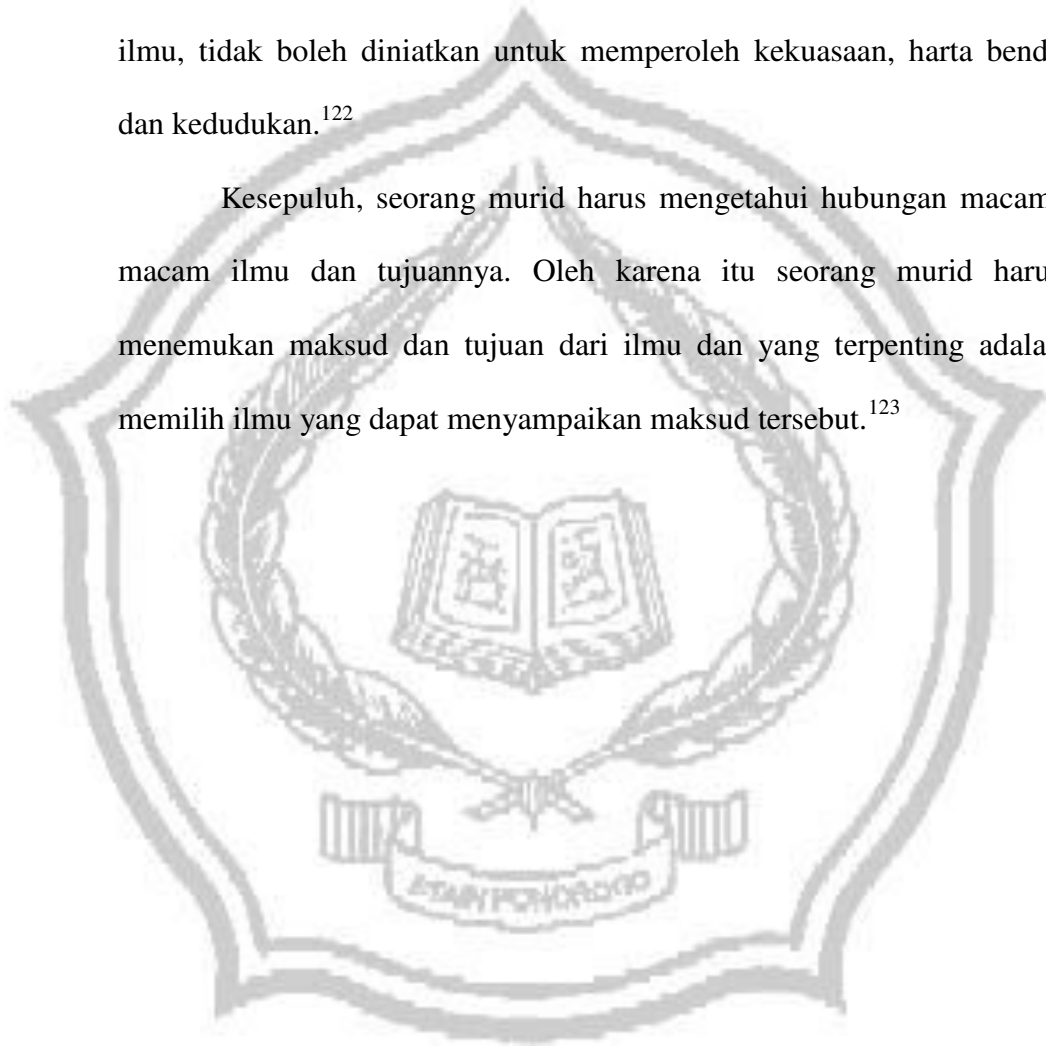 ilmu, tidak boleh diniatkan untuk memperoleh kekuasaan, harta bend
dan kedudukan.122
Kesepuluh, seorang murid harus mengetahui hubungan macam
macam ilmu dan tujuannya. Oleh karena itu seorang murid haru
menemukan maksud dan tujuan dari ilmu dan yang terpenting adala
memilih ilmu yang dapat menyampaikan maksud tersebut.123
STAIN PONOROGO